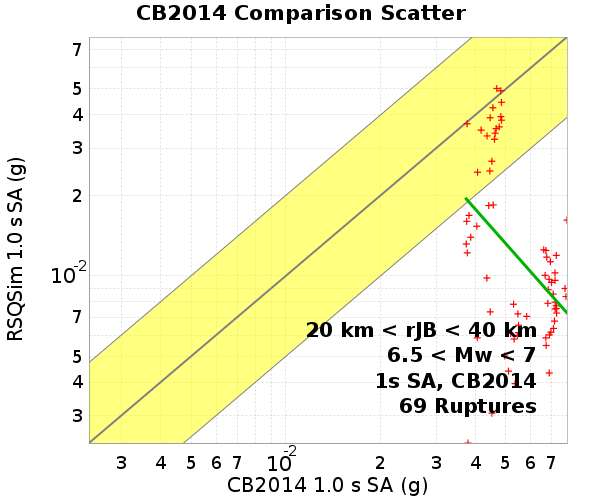 CB2014 Comparison Scatter
RSQSim 1.0 s SA (g)
7
5
4
3
2
10-2
7
5
4
3
20 km < rJB < 40 km
6.5 < Mw < 7
1s SA, CB2014
69 Ruptures
3 4 5 6 7 10-2 2 3 4 5 6 7
CB2014 1.0 s SA (g)